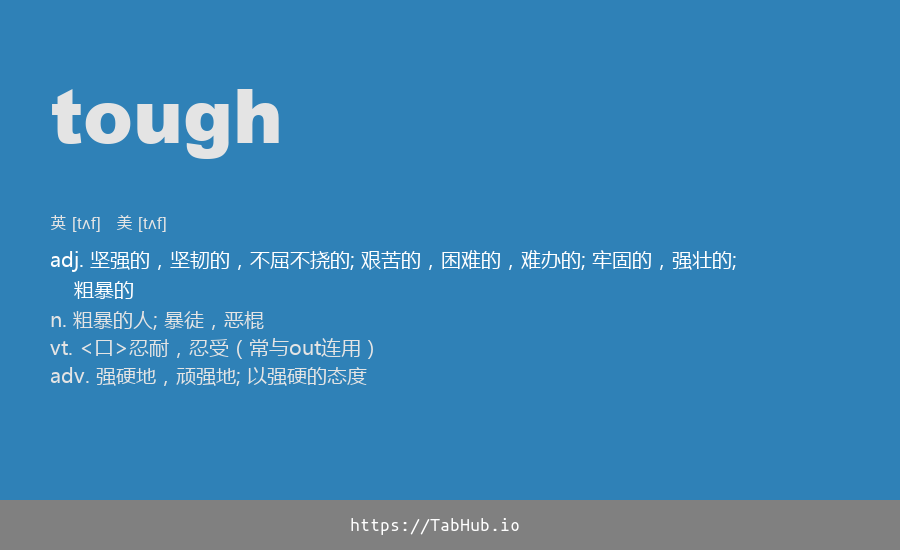 tough
英 [tʌf] 美 [tʌf]
adj. 坚强的，坚韧的，不屈不挠的; 艰苦的，困难的，难办的; 牢固的，强壮的;
粗暴的
n. 粗暴的人; 暴徒，恶棍
vt. <口>忍耐，忍受（常与out连用）
adv. 强硬地，顽强地; 以强硬的态度
https://TabHub.io